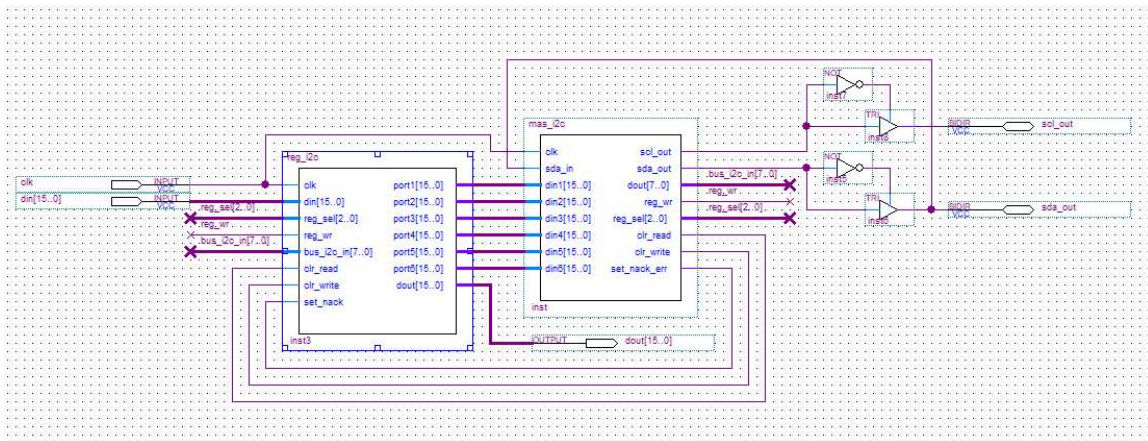 clk
INPUT
VCC
din[15..0]
INPUT
VCC
.reg_sel[2..0] .
.reg_wr
.bus_i2c_in[7..0] .
reg_i2c
clk
din[15..0]
reg_sel[2..0]
reg_wr
bus_i2c_in[7..0]
clr_read
clr_write
set_nack
port1[15..0]
port2[15..0]
port3[15..0]
port4[15..0]
port5[15..0]
port6[15..0]
dout[15..0]
inst3
mas_i2c
clk
sda_in
din1[15..0]
din2[15..0]
din3[15..0]
din4[15..0]
din5[15..0]
din6[15..0]
scl_out
sda_out
dout[7..0]
reg_wr
reg_sel[2..0]
clr_read
clr_write
set_nack_err
inst
.bus_i2c_in[7..0] .
.reg_wr
.reg_sel[2..0] .
OUTPUT
dout[15..0]
NOT
inst7
TRI
BIDIR
VCC
scl_out
NOT
inst5
TRI
BIDIR
VCC
sda_out